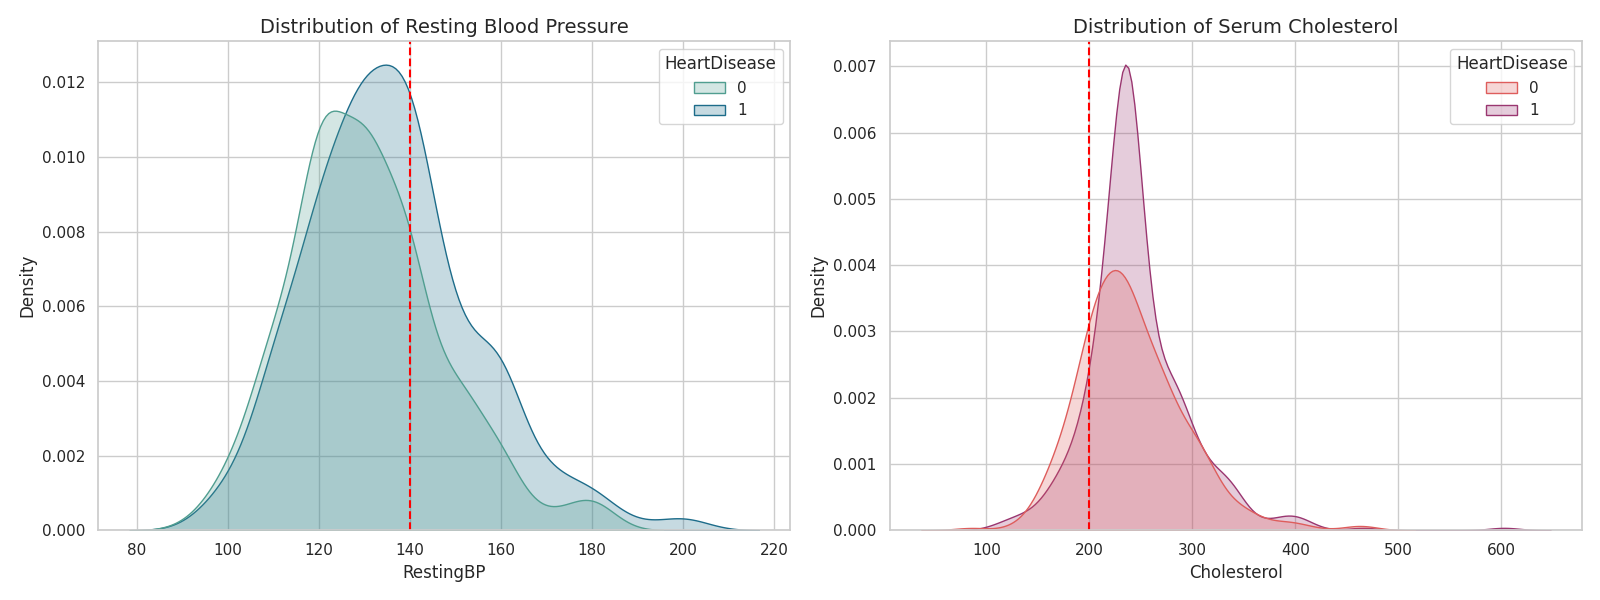 Distribution of Resting Blood Pressure
HeartDisease
0
1
0.012
0.010
0.008
0.006
0.004
0.002
0.000
Density
80 100 120 140 160 180 200 220
RestingBP
Distribution of Serum Cholesterol
HeartDisease
0
1
0.007
0.006
0.005
0.004
0.003
0.002
0.001
0.000
Density
100 200 300 400 500 600
Cholesterol